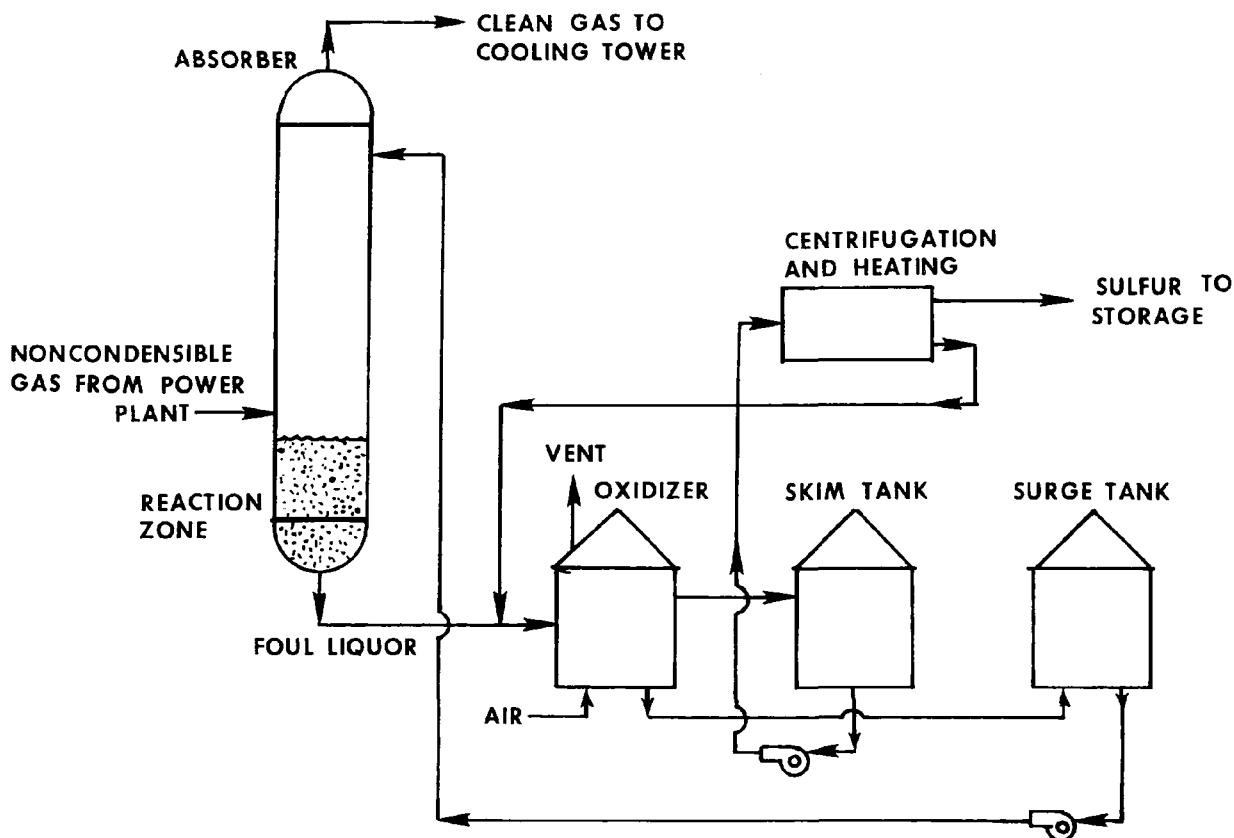 CLEAN GAS TO
COOLING TOWER
ABSORBER
CENTRIFUGATION
AND HEATING
SULFUR TO
STORAGE
NONCONDENSIBLE
GAS FROM POWER
PLANT
VENT
OXIDIZER
SKIM TANK
SURGE TANK
REACTION
ZONE
FOUL LIQUOR
AIR